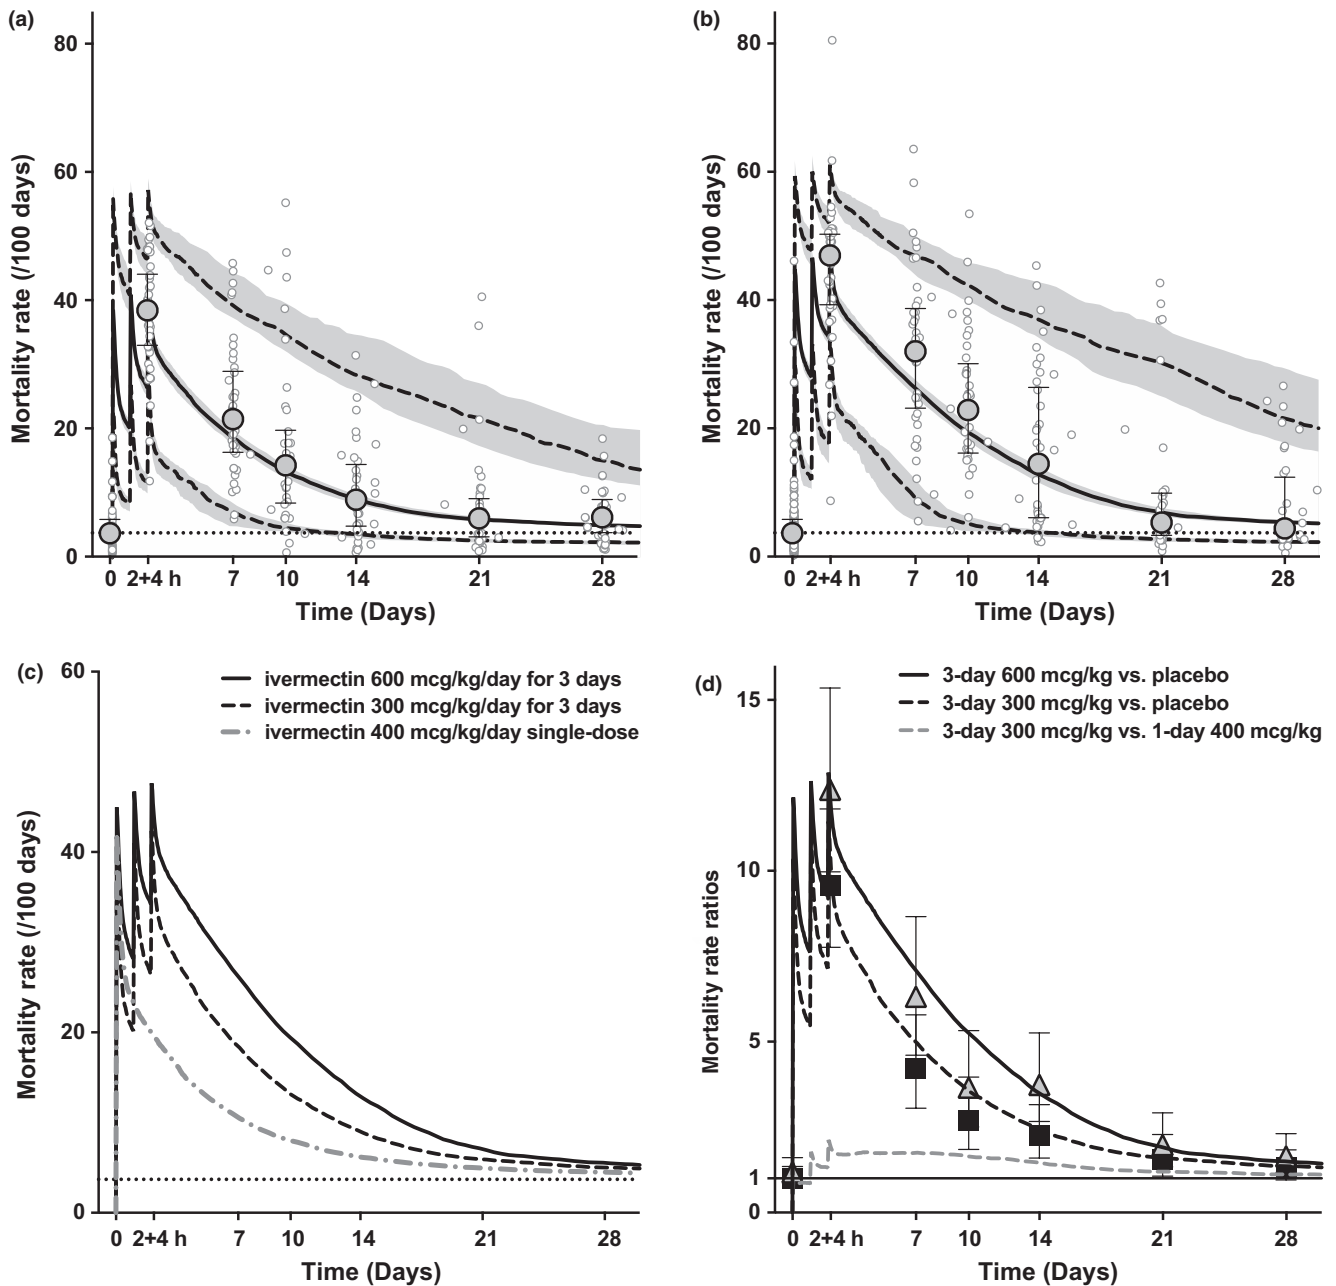 (a)
80
60
40
20
0
Mortality rate (/100 days)
0 2+4 h 7 10 14 21 28
Time (Days)
(b)
80
60
40
20
0
Mortality rate (/100 days)
0 2+4 h 7 10 14 21 28
Time (Days)
(c)
60
40
20
0
Mortality rate (/100 days)
ivermectin 600 mcg/kg/day for 3 days
ivermectin 300 mcg/kg/day for 3 days
ivermectin 400 mcg/kg/day single-dose
0 2+4 h 7 10 14 21 28
Time (Days)
(d)
15
10
5
1
0
Mortality rate ratios
3-day 600 mcg/kg vs. placebo
3-day 300 mcg/kg vs. placebo
3-day 300 mcg/kg vs. 1-day 400 mcg/kg
0 2+4 h 7 10 14 21 28
Time (Days)